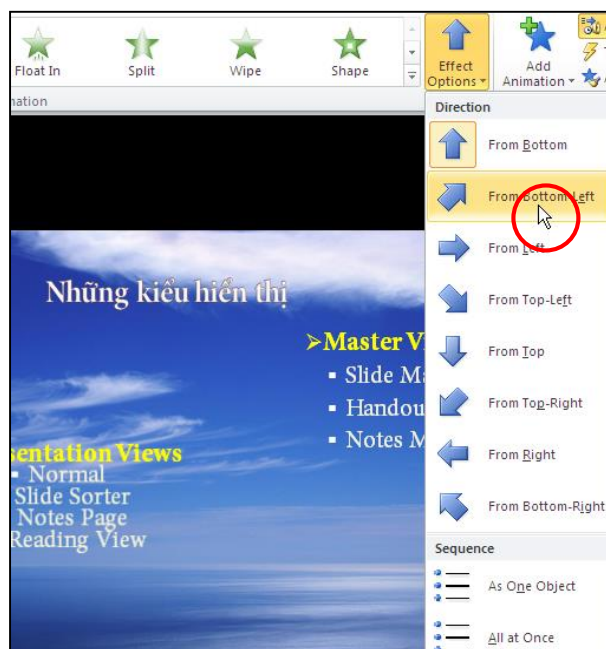 Float In
Split
Wipe
Shape
Effect
Options
Add
Animation
nation
Direction
From Bottom
From Bottom-Left
From Left
From Top-Left
From Top
From Top-Right
From Right
From Bottom-Right
Sequence
As One Object
All at Once
Những kiểu hiển thị
➢Master V
▪ Slide Ma
▪ Handou
▪ Notes M
sentation Views
▪ Normal
Slide Sorter
Notes Page
Reading View